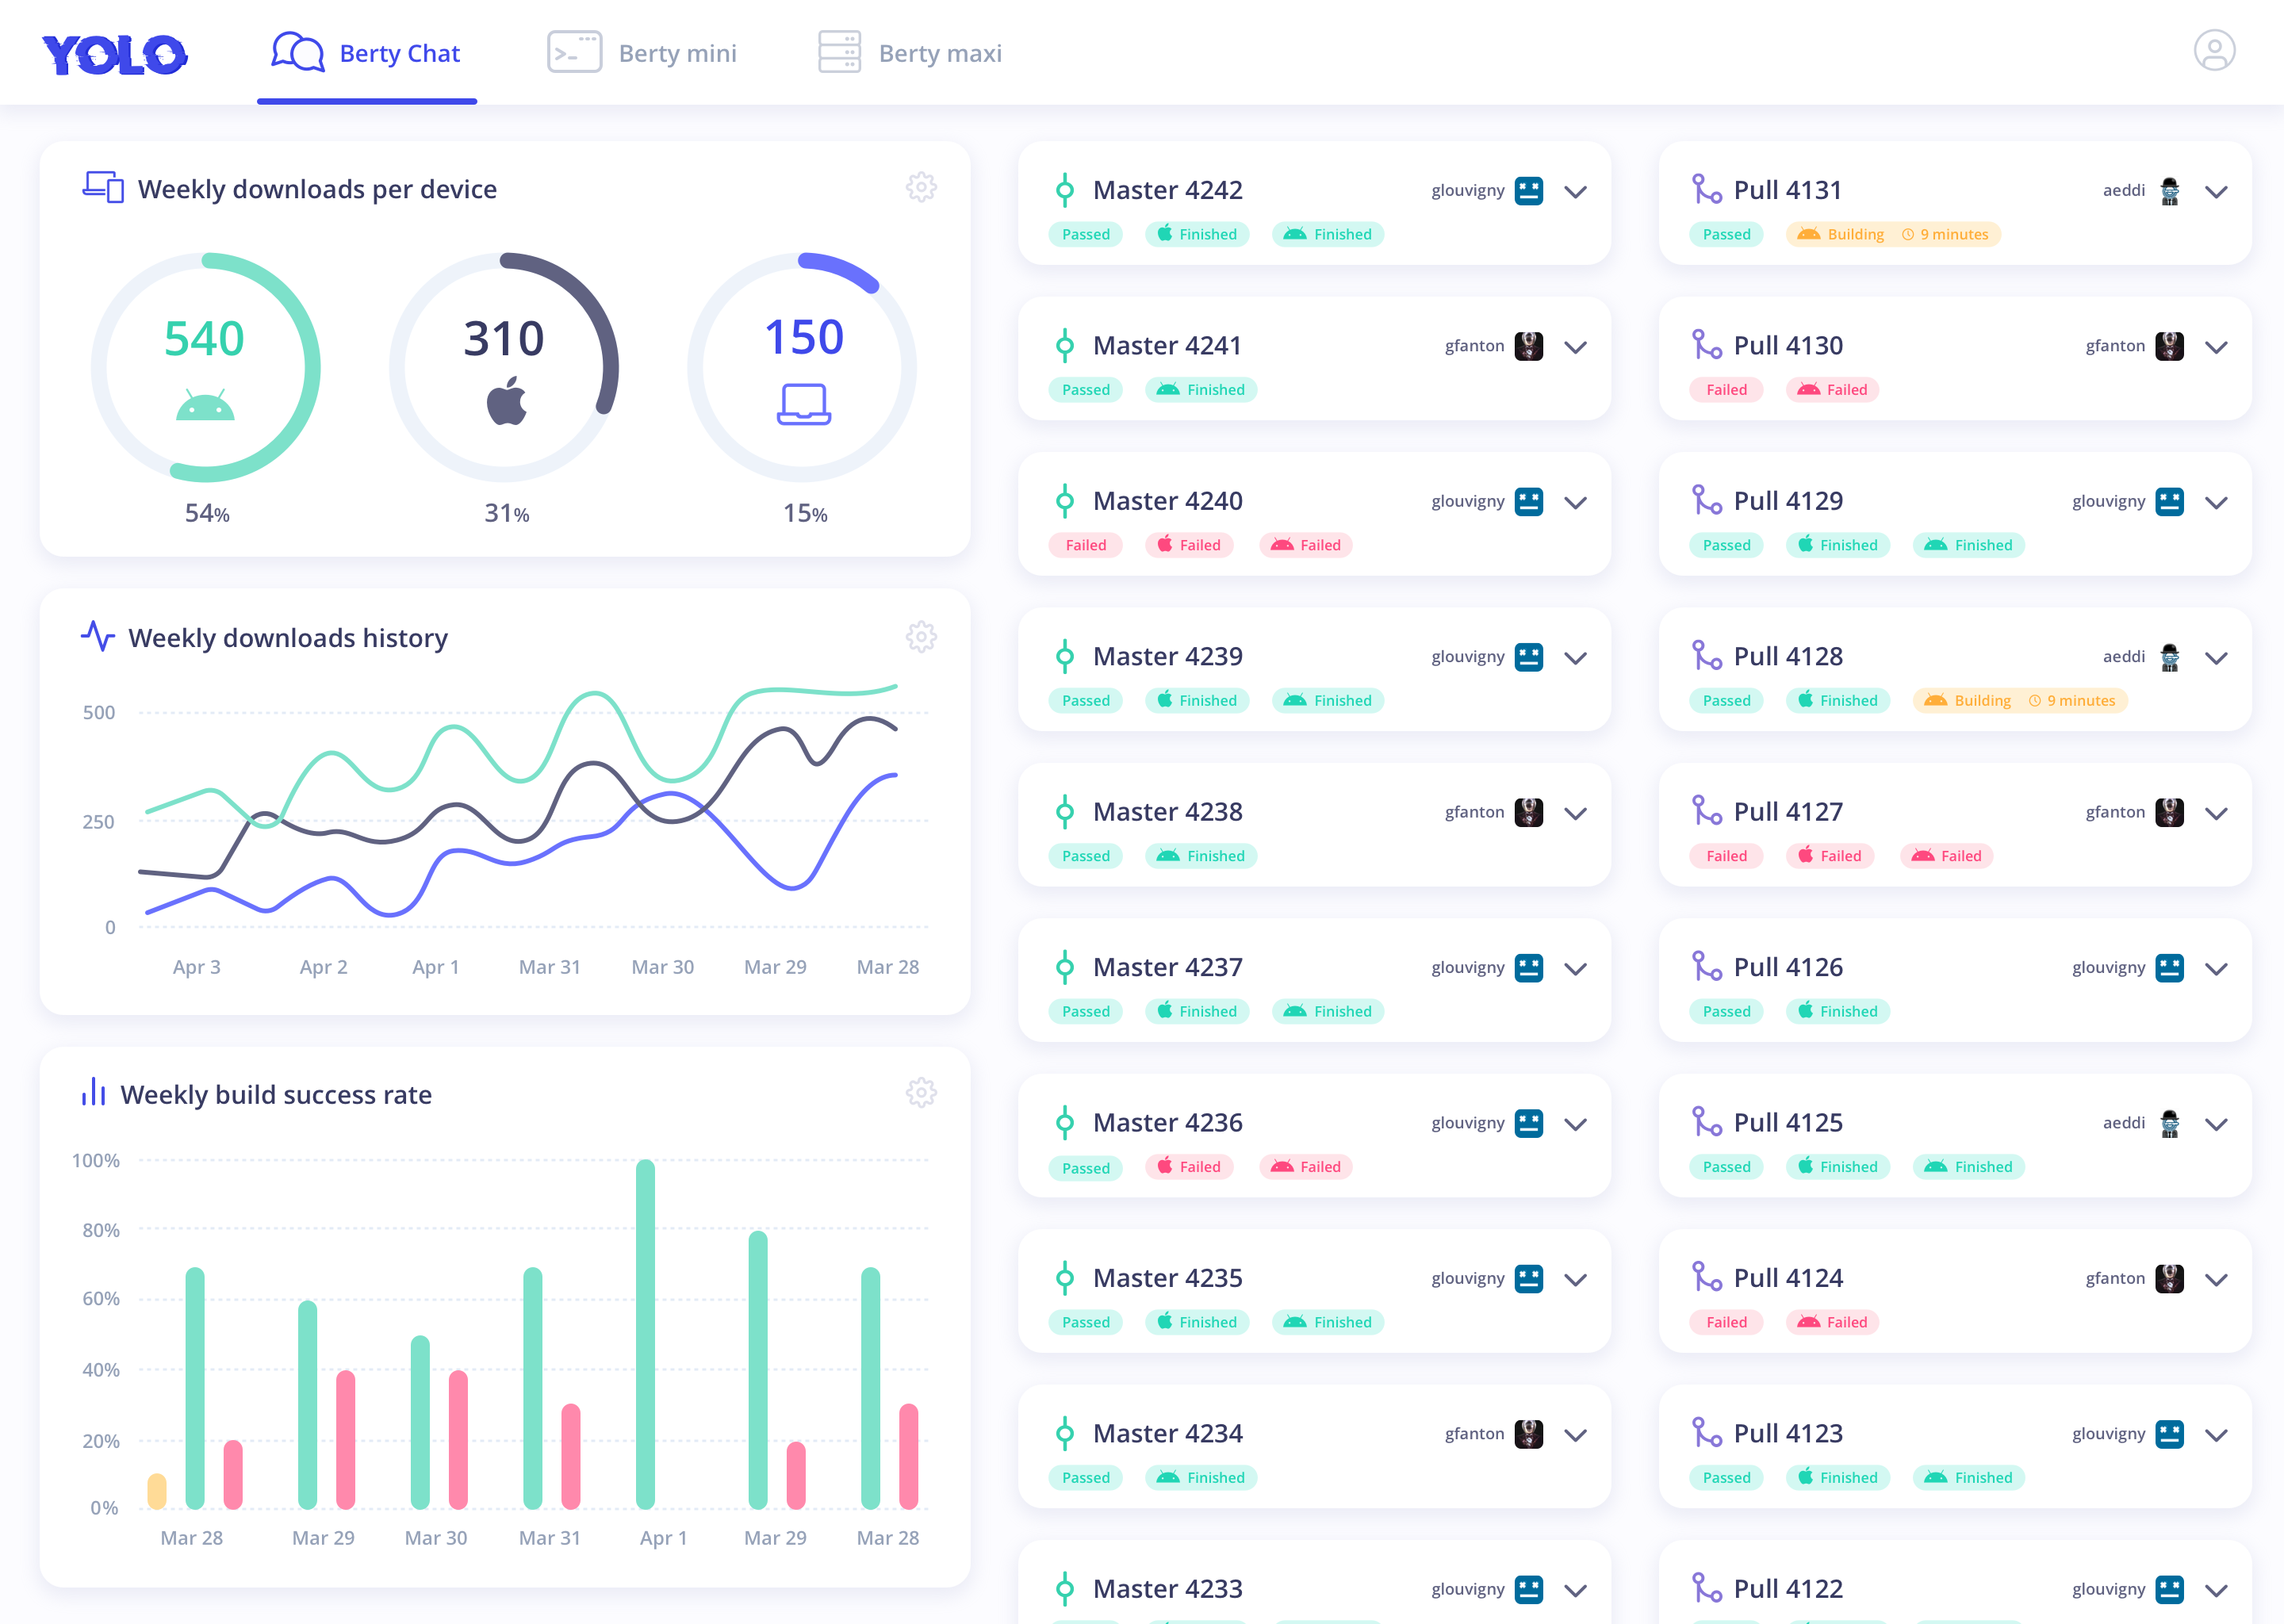 YOLO
Berty Chat
Berty mini
Berty maxi
Weekly downloads per device
540
310
150
54%
31%
15%
Weekly downloads history
500
250
0
Apr 3 Apr 2 Apr 1 Mar 31 Mar 30 Mar 29 Mar 28
Weekly build success rate
100%
80%
60%
40%
20%
0%
Mar 28 Mar 29 Mar 30 Mar 31 Apr 1 Mar 29 Mar 28
Master 4242 glouvigny
Passed Finished Finished
Master 4241 gfanton
Passed Finished
Master 4240 glouvigny
Failed Failed Failed
Master 4239 glouvigny
Passed Finished Finished
Master 4238 gfanton
Passed Finished
Master 4237 glouvigny
Passed Finished Finished
Master 4236 glouvigny
Passed Failed Failed
Master 4235 glouvigny
Passed Finished Finished
Master 4234 gfanton
Passed Finished
Master 4233 glouvigny
Pull 4131 aeddi
Passed Building 9 minutes
Pull 4130 gfanton
Failed Failed
Pull 4129 glouvigny
Passed Finished Finished
Pull 4128 aeddi
Passed Finished Building 9 minutes
Pull 4127 gfanton
Failed Failed Failed
Pull 4126 glouvigny
Passed Finished
Pull 4125 aeddi
Passed Finished Finished
Pull 4124 gfanton
Failed Failed
Pull 4123 glouvigny
Passed Finished Finished
Pull 4122 glouvigny